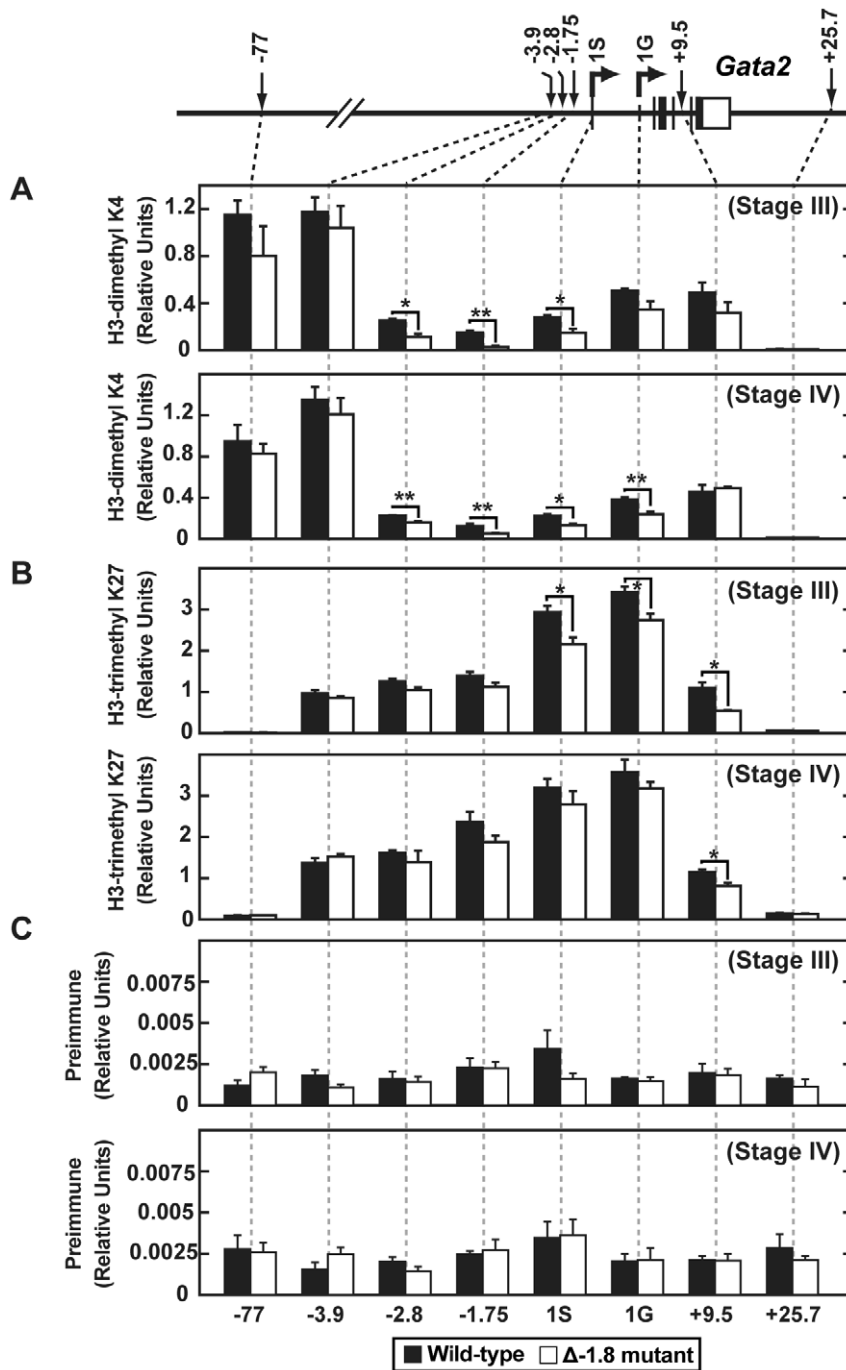 -77
-3.9
-2.8
-1.75
1S
1G
+9.5
Gata2
+25.7
A
H3-dimethyl K4
(Relative Units)
1.2
0.8
0.4
0
(Stage III)
*
**
*
H3-dimethyl K4
(Relative Units)
1.2
0.8
0.4
0
(Stage IV)
**
**
*
**
B
H3-trimethyl K27
(Relative Units)
3
2
1
0
(Stage III)
*
*
*
H3-trimethyl K27
(Relative Units)
3
2
1
0
(Stage IV)
*
C
Preimmune
(Relative Units)
0.0075
0.005
0.0025
0
(Stage III)
Preimmune
(Relative Units)
0.0075
0.005
0.0025
0
(Stage IV)
-77 -3.9 -2.8 -1.75 1S 1G +9.5 +25.7
Wild-type Δ-1.8 mutant